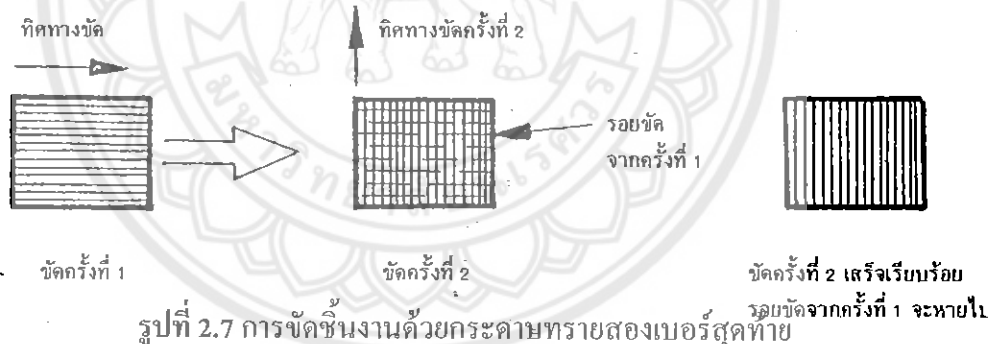 ทิศทางขัด
ทิศทางขัดครั้งที่ 2
รอยขัด
จากครั้งที่ 1
ขัดครั้งที่ 1
ขัดครั้งที่ 2
ขัดครั้งที่ 2 เสร็จเรียบร้อย
รอยขัดจากครั้งที่ 1 จะหายไป
รูปที่ 2.7 การขัดชิ้นงานด้วยกระดาษทรายสองเบอร์สุดท้าย